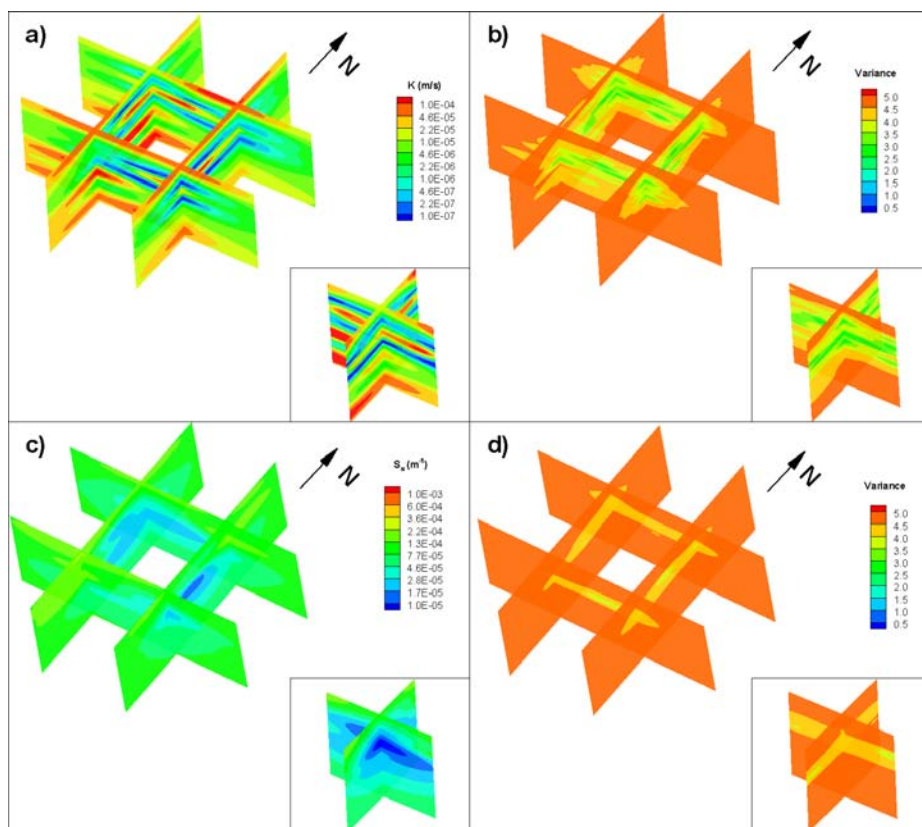 a)
N
K (m/s)
1.0E-04
4.6E-05
2.2E-05
1.0E-05
4.6E-06
2.2E-06
1.0E-06
4.6E-07
2.2E-07
1.0E-07
b)
N
Variance
5.0
4.5
4.0
3.5
3.0
2.5
2.0
1.5
1.0
0.5
c)
N
Ss (m⁻¹)
1.0E-03
6.0E-04
3.6E-04
2.2E-04
1.3E-04
7.7E-05
4.6E-05
2.8E-05
1.7E-05
1.0E-05
d)
N
Variance
5.0
4.5
4.0
3.5
3.0
2.5
2.0
1.5
1.0
0.5